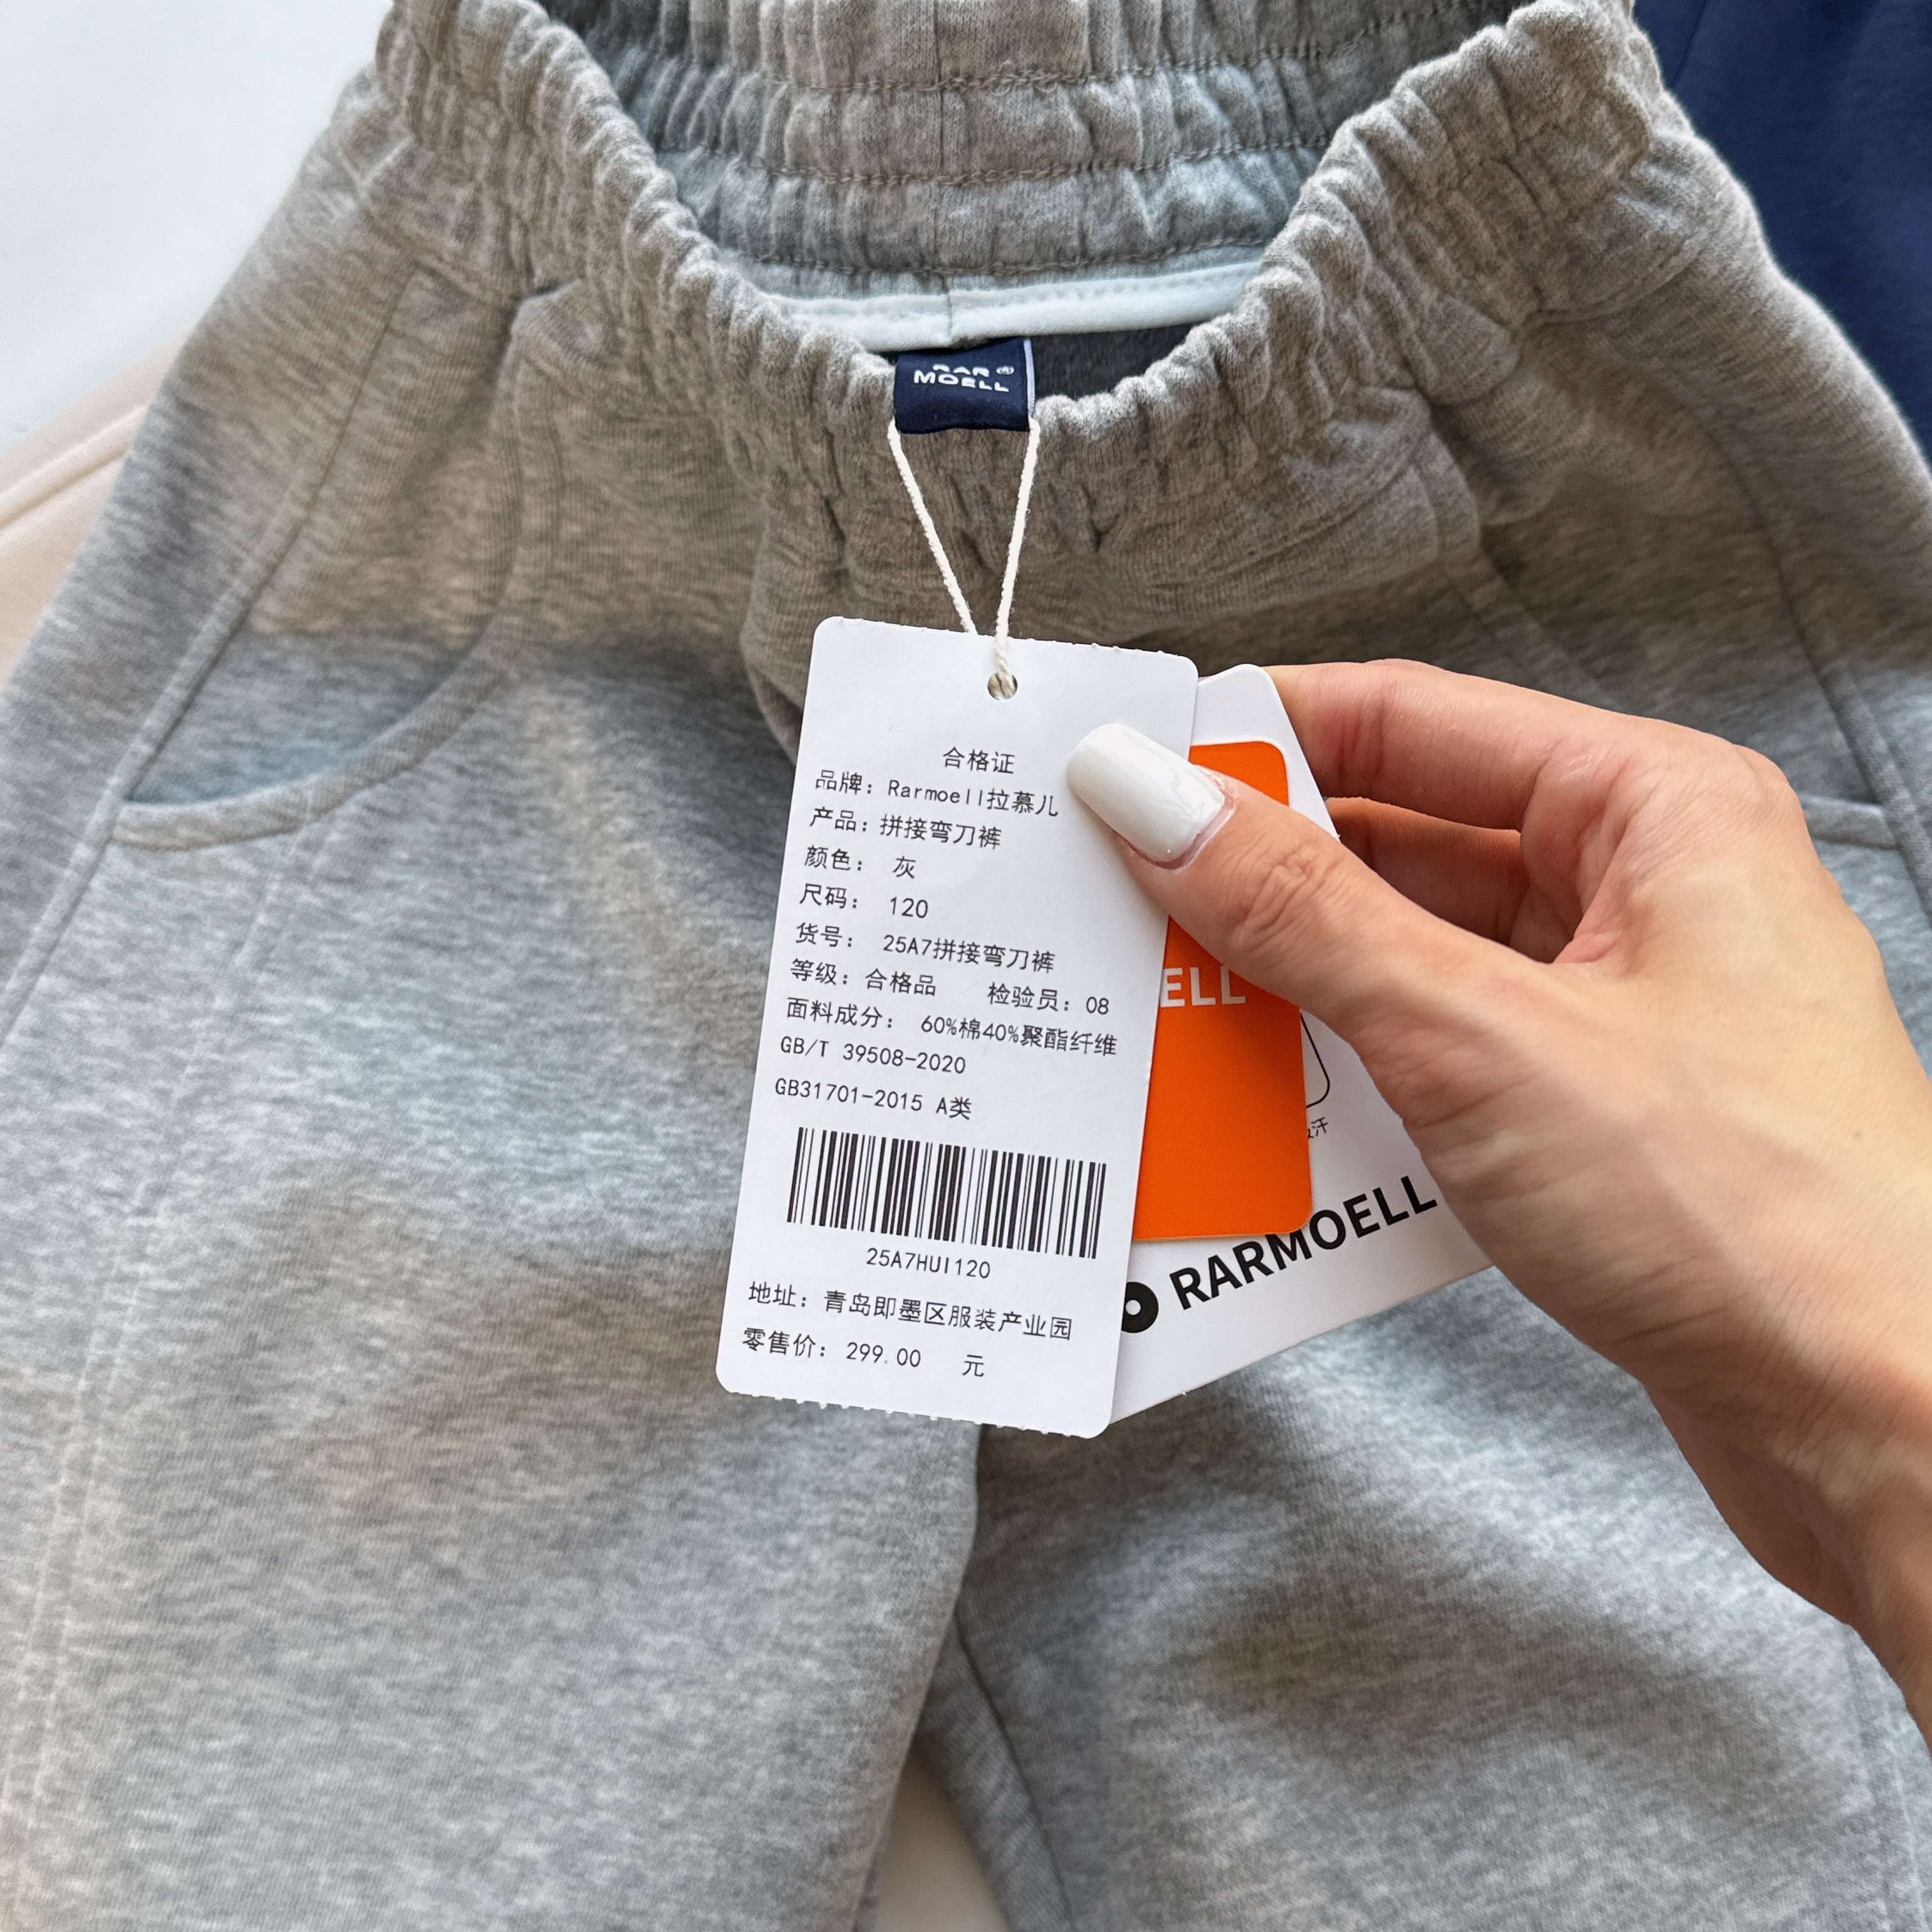 RAR®
MOELL
合格证
品牌：Rarmoell拉慕儿
产品：拼接弯刀裤
颜色： 灰
尺码： 120
货号： 25A7拼接弯刀裤
等级：合格品 检验员：08
面料成分： 60%棉40%聚酯纤维
GB/T 39508-2020
GB31701-2015 A类
25A7HUI120
地址：青岛即墨区服装产业园
零售价：299.00 元
ELL
汗
RARMOELL